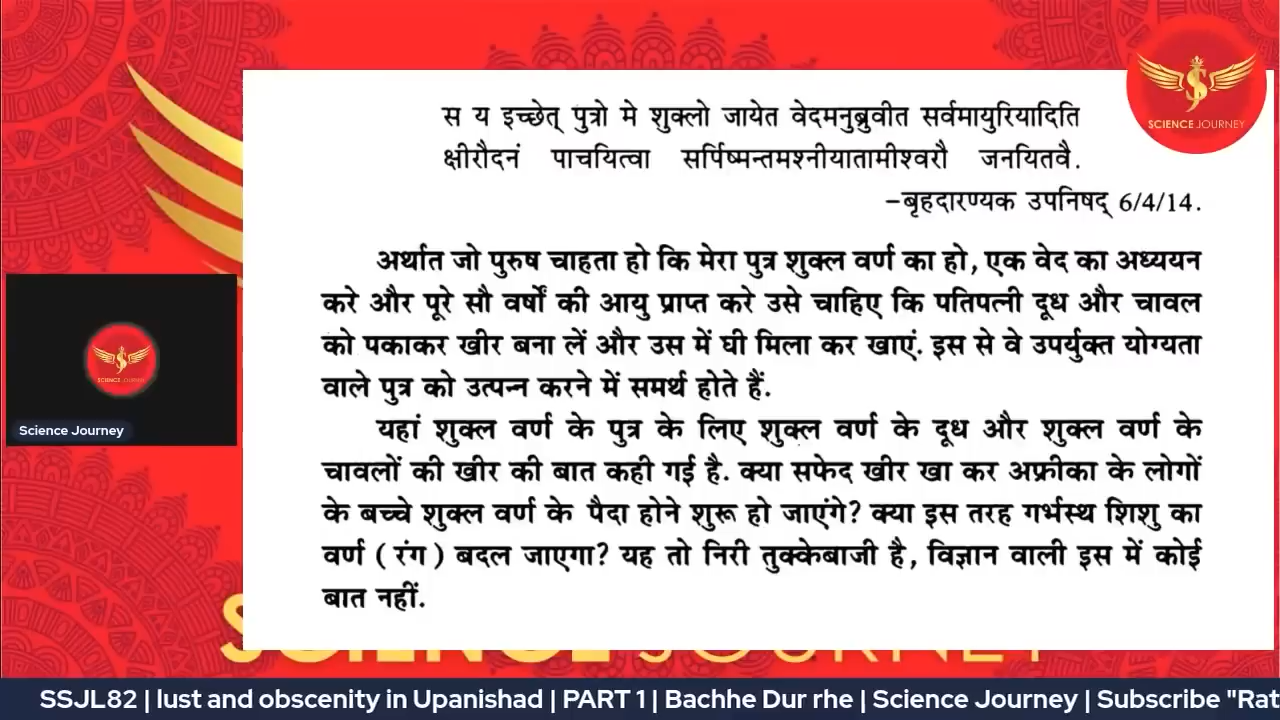 स य इच्छेत् पुत्रो मे शुक्लो जायेत वेदमनुब्रुवीत सर्वमायुरियादिति
क्षीरौदनं पाचयित्वा सर्पिष्मन्तमश्नीयातामीश्वरौ जनयितवै.
–बृहदारण्यक उपनिषद् 6/4/14.
अर्थात जो पुरुष चाहता हो कि मेरा पुत्र शुक्ल वर्ण का हो, एक वेद का अध्ययन
करे और पूरे सौ वर्षों की आयु प्राप्त करे उसे चाहिए कि पतिपत्नी दूध और चावल
को पकाकर खीर बना लें और उस में घी मिला कर खाएं. इस से वे उपर्युक्त योग्यता
वाले पुत्र को उत्पन्न करने में समर्थ होते हैं.
यहां शुक्ल वर्ण के पुत्र के लिए शुक्ल वर्ण के दूध और शुक्ल वर्ण के
चावलों की खीर की बात कही गई है. क्या सफेद खीर खा कर अफ्रीका के लोगों
के बच्चे शुक्ल वर्ण के पैदा होने शुरू हो जाएंगे? क्या इस तरह गर्भस्थ शिशु का
वर्ण ( रंग ) बदल जाएगा? यह तो निरी तुक्केबाजी है, विज्ञान वाली इस में कोई
बात नहीं.
SCIENCE JOURNEY
SCIENCE JOURNEY
Science Journey
SCIENCE JOURNEY
SSJL82 | lust and obscenity in Upanishad | PART 1 | Bachhe Dur rhe | Science Journey | Subscribe "Rat